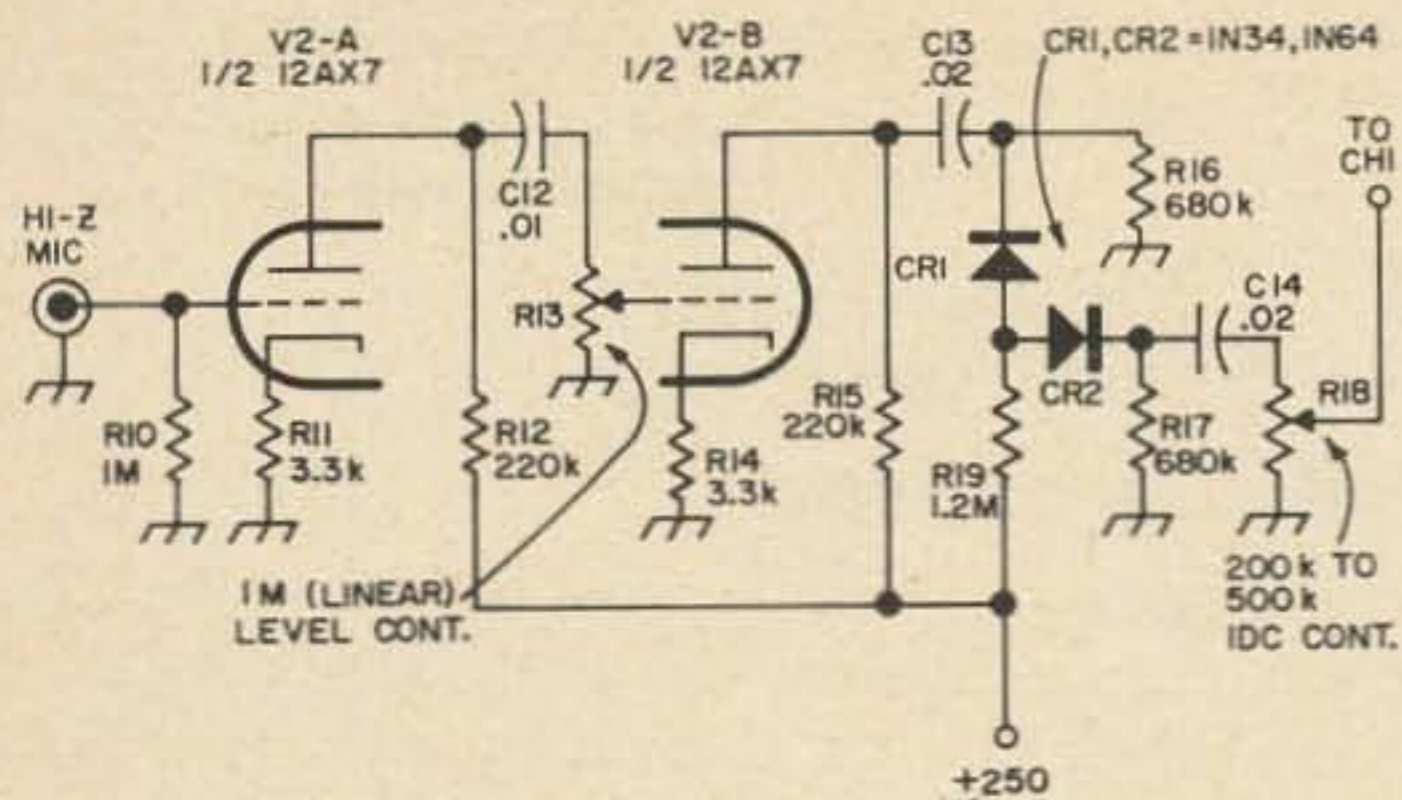 V2-A
1/2 12AX7
V2-B
1/2 12AX7
C13
.02
CR1, CR2 = IN34, IN64
TO
CH1
HI-Z
MIC
C12
.01
R16
680k
CR1
R13
C14
.02
CR2
R10
1M
R11
3.3k
R12
220k
R14
3.3k
R15
220k
R19
1.2M
R17
680k
R18
1M (LINEAR)
LEVEL CONT.
200k TO
500k
IDC CONT.
+250